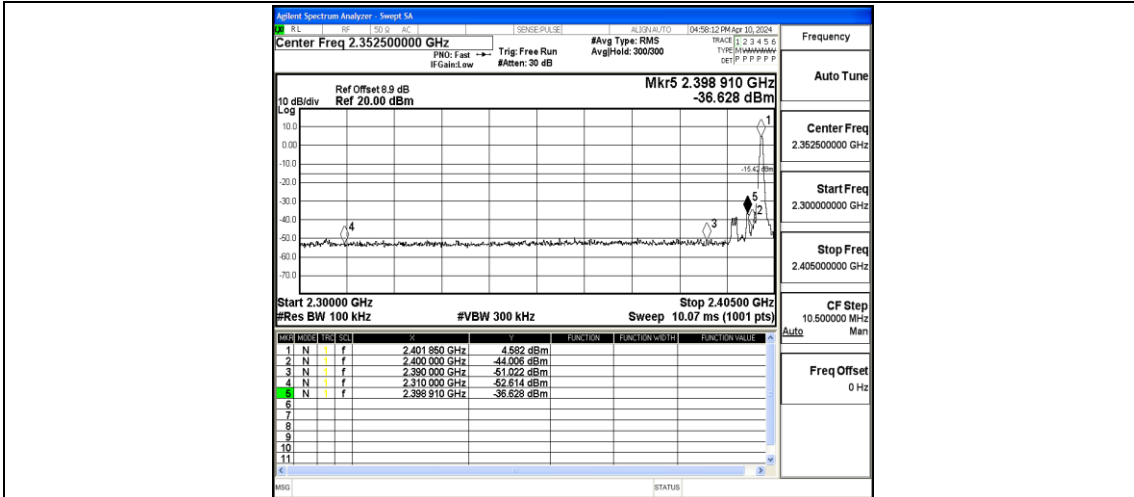 Agilent Spectrum Analyzer - Swept SA
RL RF 50 Ω AC SENSE:PULSE ALIGN AUTO 04:58:12 PM Apr 10, 2024
Center Freq 2.352500000 GHz
PNO: Fast
IFGain:Low
Trig: Free Run
#Atten: 30 dB
#Avg Type: RMS
Avg|Hold: 300/300
TRACE 1 2 3 4 5 6
TYPE M
DET P P P P P P
Mkr5 2.398 910 GHz
-36.628 dBm
Ref Offset 8.9 dB
10 dB/div Ref 20.00 dBm
Log
10.0
0.00
-10.0
-20.0
-30.0
-40.0
-50.0
-60.0
-70.0
1
-15.42 dBm
5
2
3
4
Start 2.30000 GHz Stop 2.40500 GHz
#Res BW 100 kHz #VBW 300 kHz Sweep 10.07 ms (1001 pts)
MKR MODE TRC SCL X Y FUNCTION FUNCTION WIDTH FUNCTION VALUE
1 N 1 f 2.401 850 GHz 4.582 dBm
2 N 1 f 2.400 000 GHz -44.006 dBm
3 N 1 f 2.390 000 GHz -51.022 dBm
4 N 1 f 2.310 000 GHz -52.614 dBm
5 N 1 f 2.398 910 GHz -36.628 dBm
6
7
8
9
10
11
MSG STATUS
Frequency
Auto Tune
Center Freq
2.352500000 GHz
Start Freq
2.300000000 GHz
Stop Freq
2.405000000 GHz
CF Step
10.500000 MHz
Auto Man
Freq Offset
0 Hz